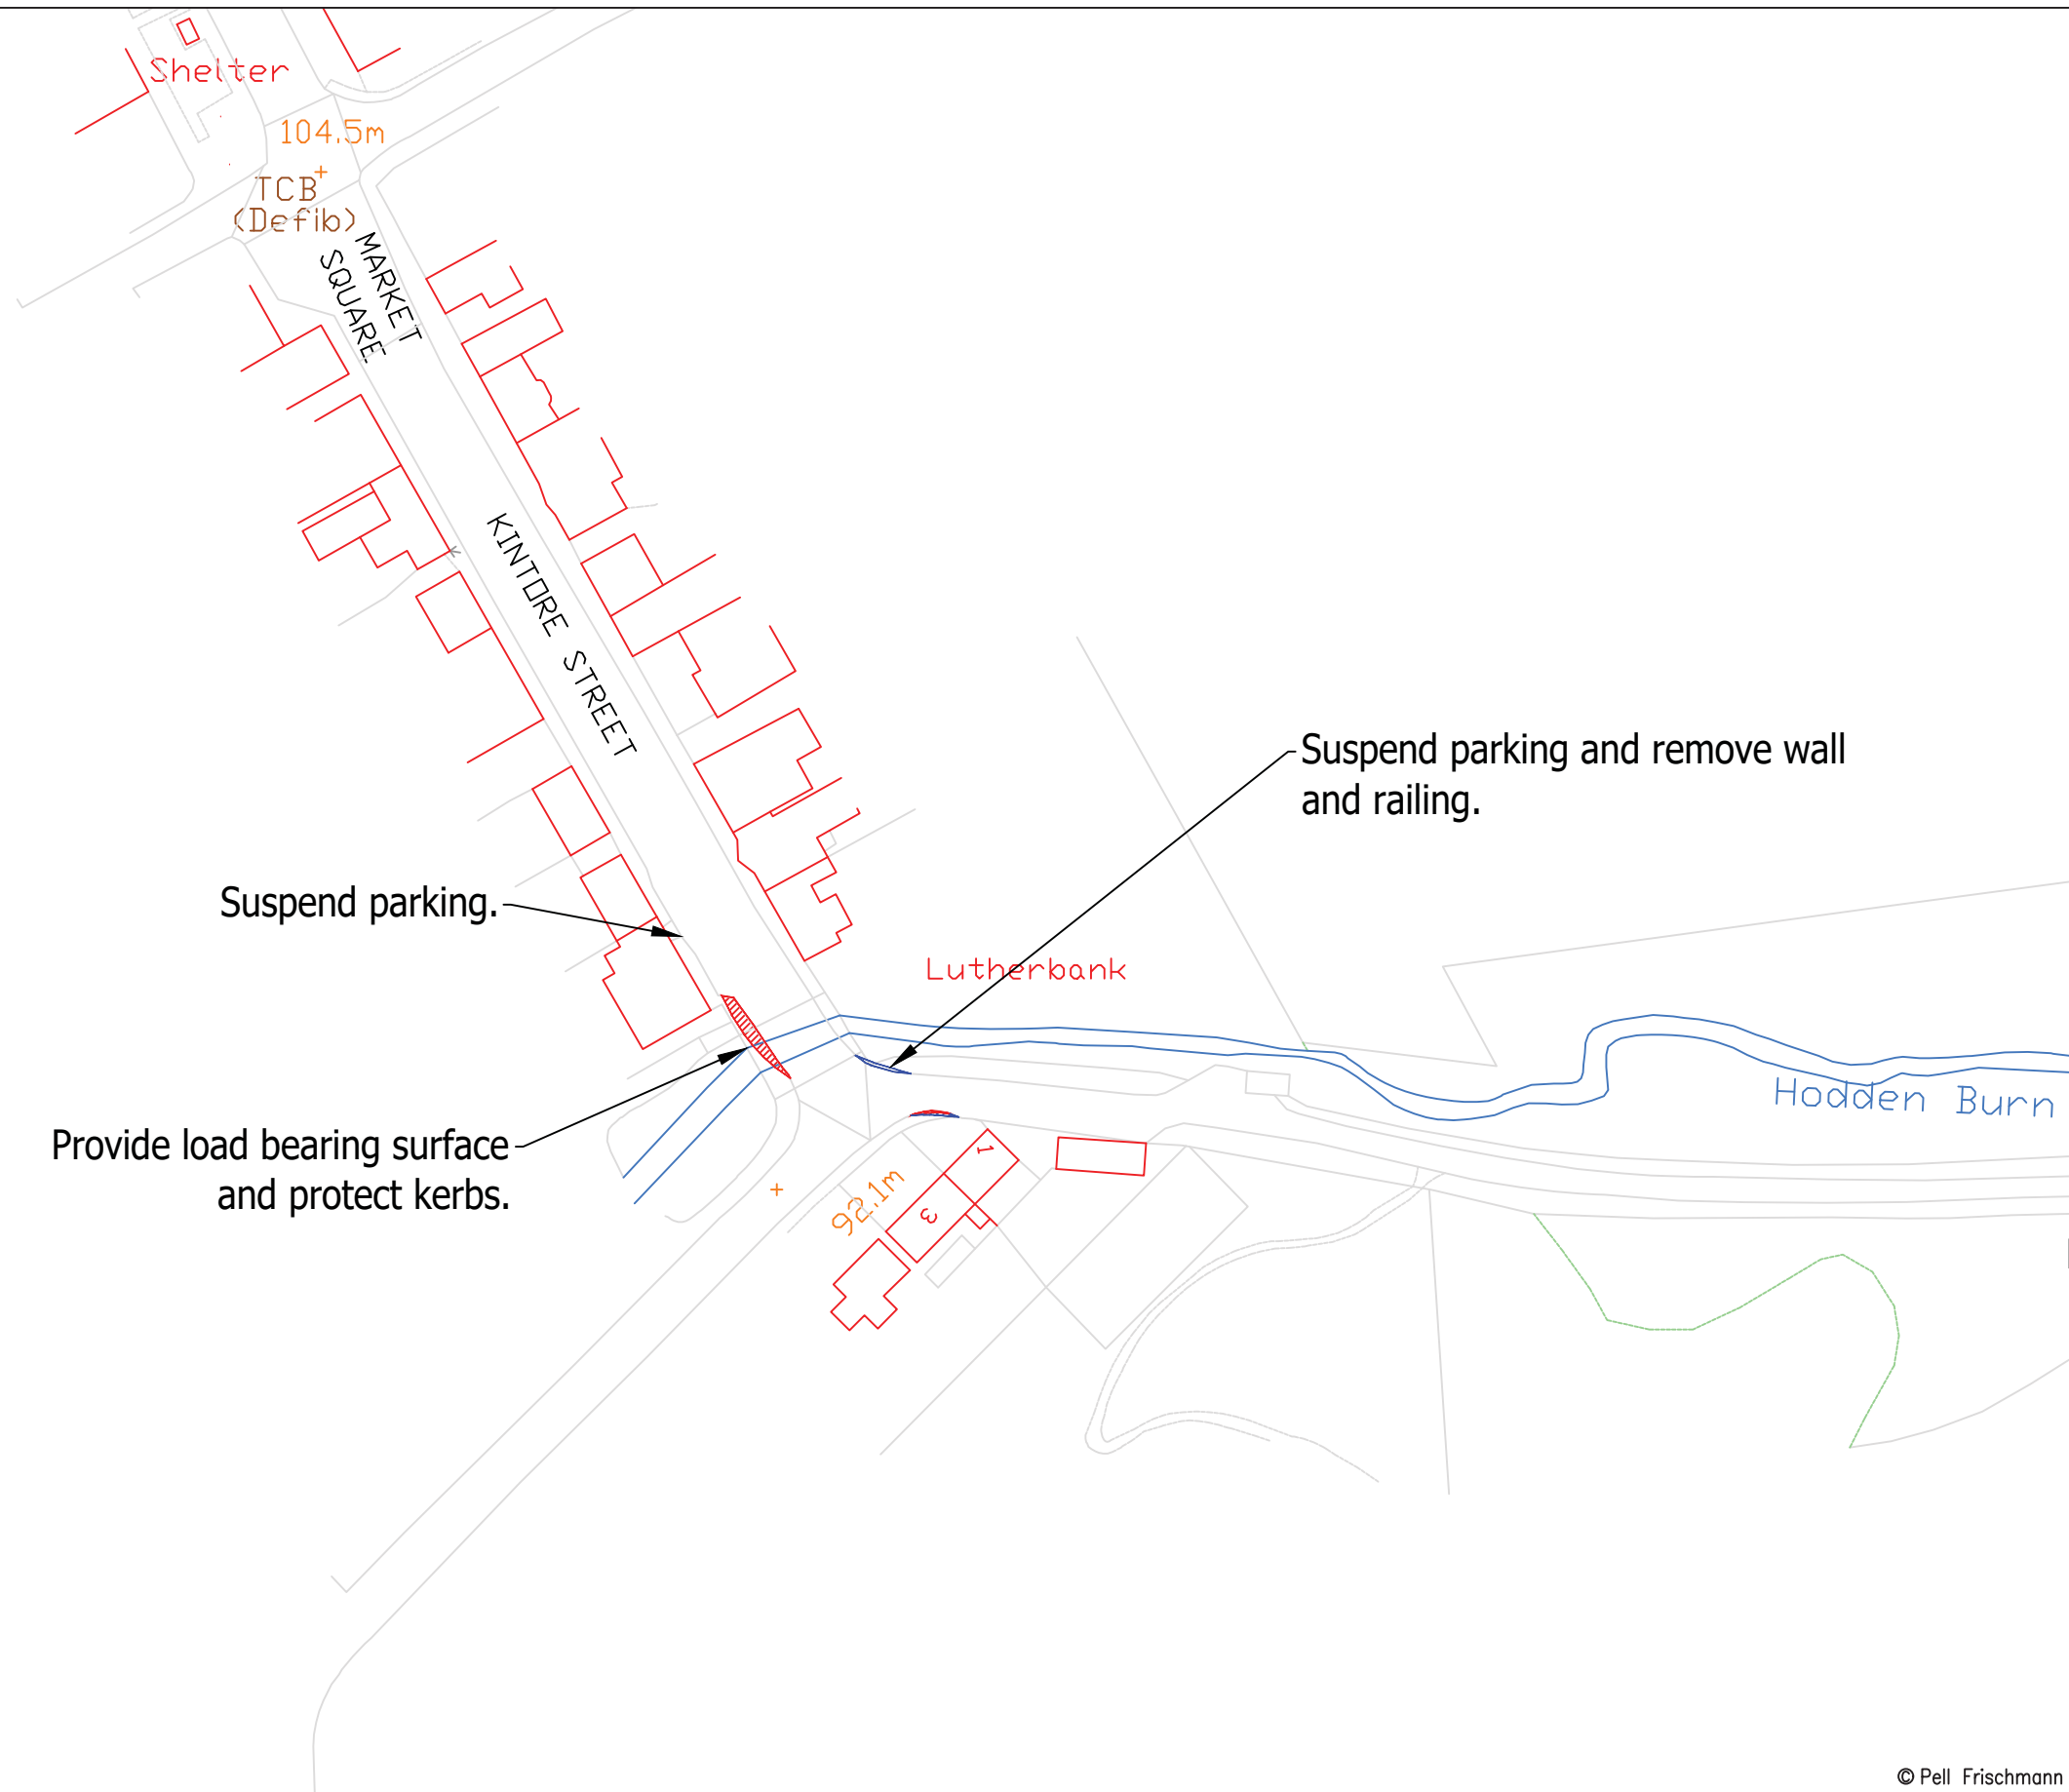 Shelter
104.5m
TCB
(Defib)
MARKET
SQUARE
KINTORE STREET
Suspend parking and remove wall
and railing.
Suspend parking.
Lutherbank
Hodden Burn
Provide load bearing surface
and protect kerbs.
1
3
92.1m
© Pell Frischmann